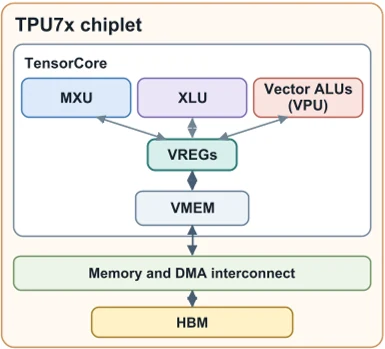 TPU7x chiplet
TensorCore
MXU
XLU
Vector ALUs
(VPU)
VREGs
VMEM
Memory and DMA interconnect
HBM